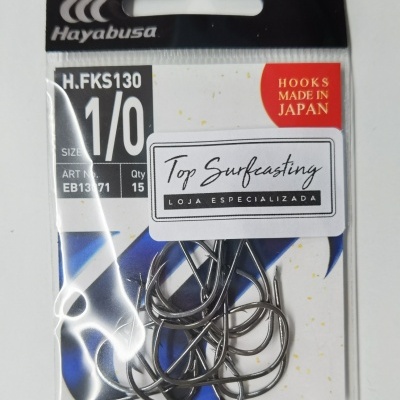 Hayabusa
H.FKS130
SIZE 1/0
ART No. Qty
15
HOOKS
MADE IN
JAPAN
Top Surfcasting
LOJA ESPECIALIZADA